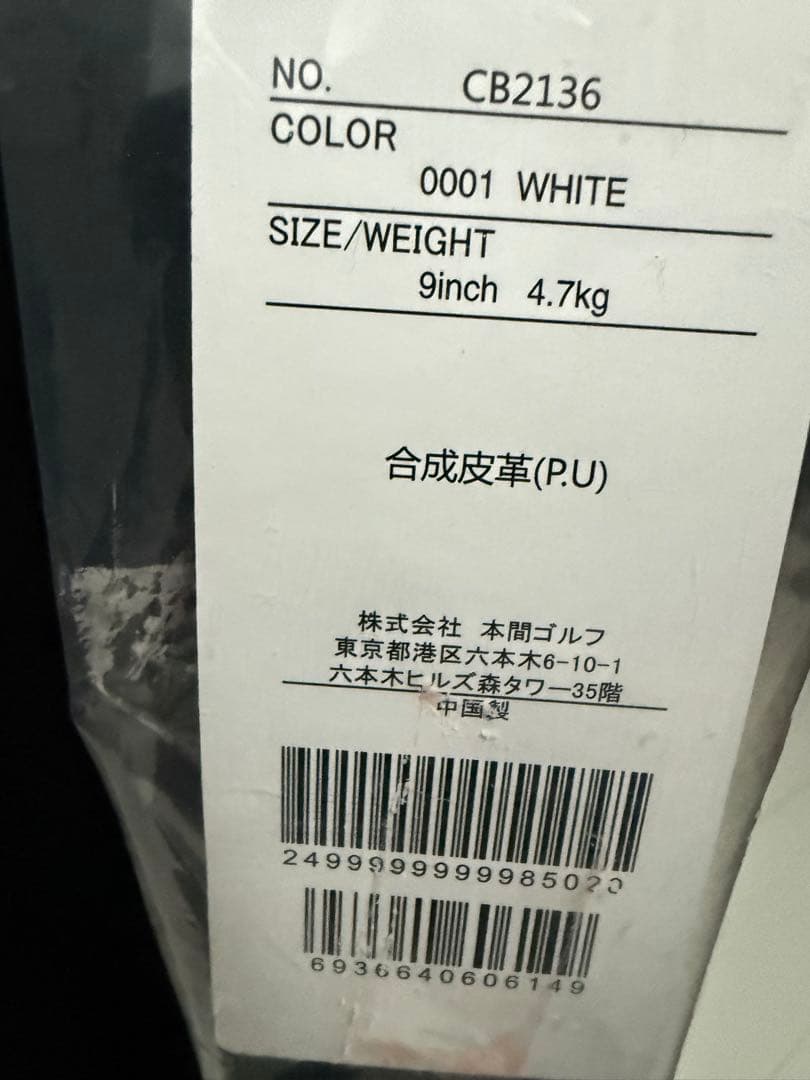 NO. CB2136
COLOR
0001 WHITE
SIZE/WEIGHT
9inch 4.7kg
合成皮革(P.U)
株式会社 本間ゴルフ
東京都港区六本木6-10-1
六本木ヒルズ森タワー35階
中国製
2499999999985020
6936640606149